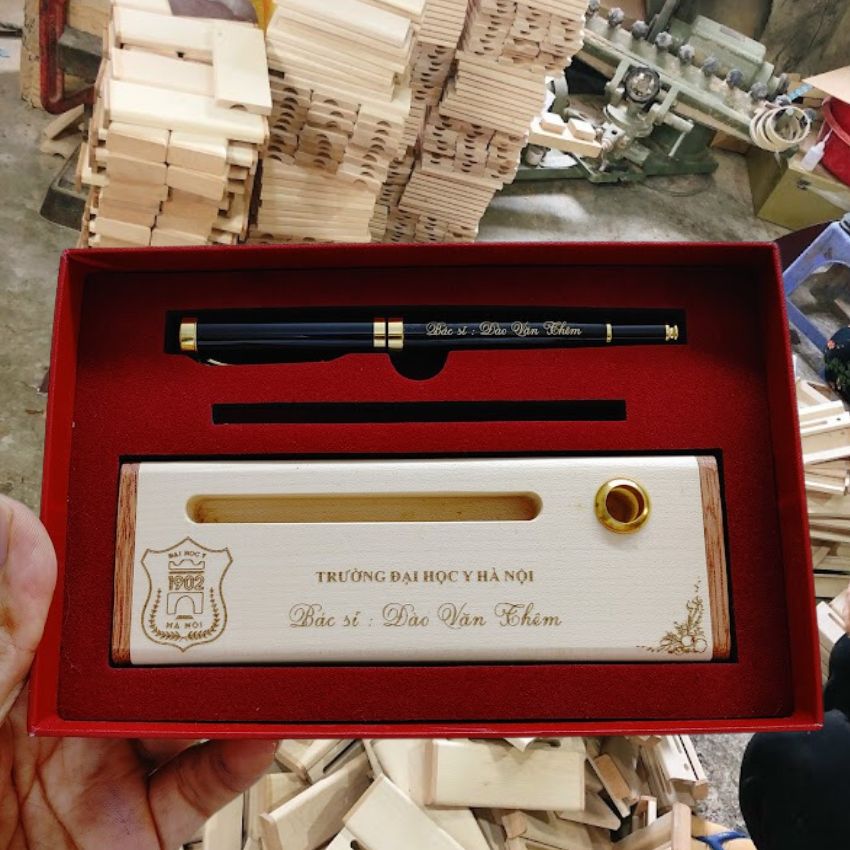 Bác sĩ : Đào Văn Thêm
ĐẠI HỌC Y
1902
HÀ NỘI
TRƯỜNG ĐẠI HỌC Y HÀ NỘI
Bác sĩ : Đào Văn Thêm